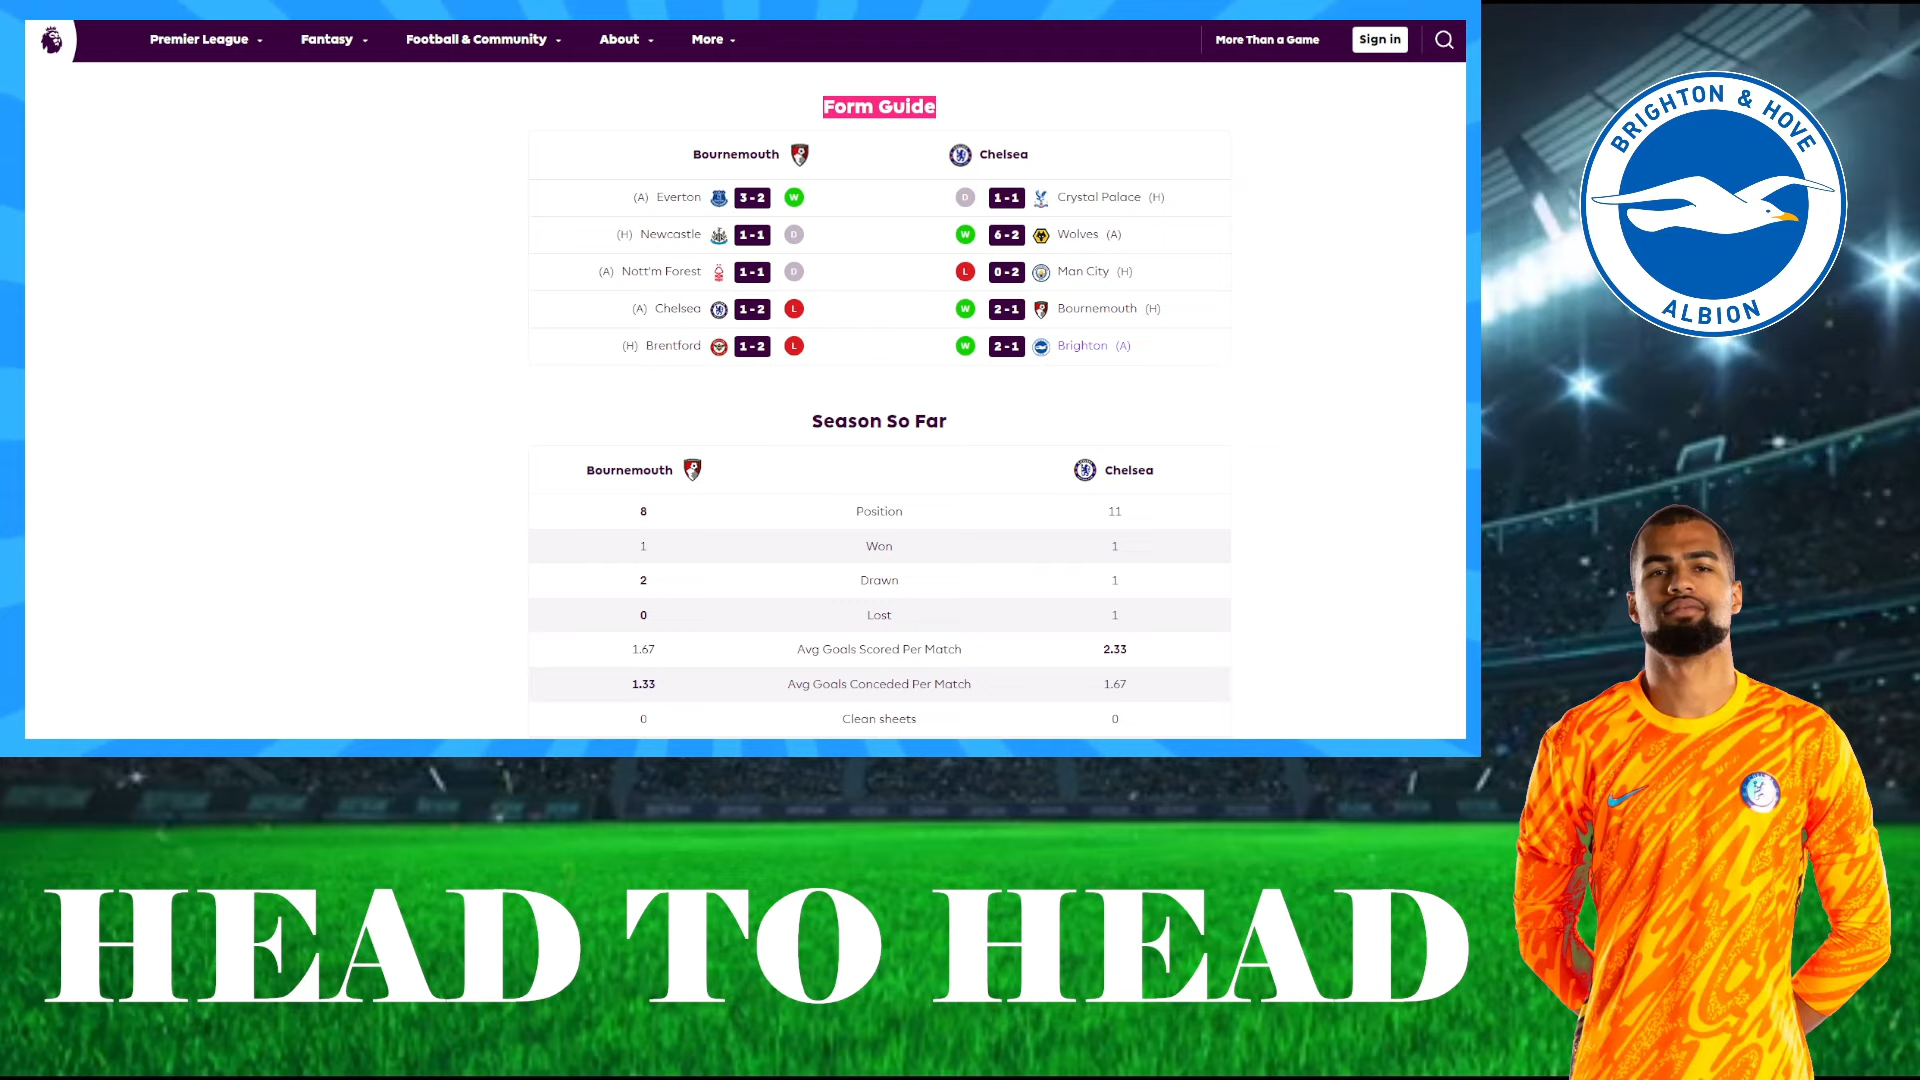 Premier League Fantasy Football & Community About More More Than a Game Sign in
Form Guide
Bournemouth Chelsea
(A) Everton 3 - 2 W D 1 - 1 Crystal Palace (H)
(H) Newcastle 1 - 1 D W 6 - 2 Wolves (A)
(A) Nott'm Forest 1 - 1 D L 0 - 2 Man City (H)
(A) Chelsea 1 - 2 L W 2 - 1 Bournemouth (H)
(H) Brentford 1 - 2 L W 2 - 1 Brighton (A)
Season So Far
Bournemouth Chelsea
8 Position 11
1 Won 1
2 Drawn 1
0 Lost 1
1.67 Avg Goals Scored Per Match 2.33
1.33 Avg Goals Conceded Per Match 1.67
0 Clean sheets 0
BRIGHTON & HOVE
ALBION
HEAD TO HEAD